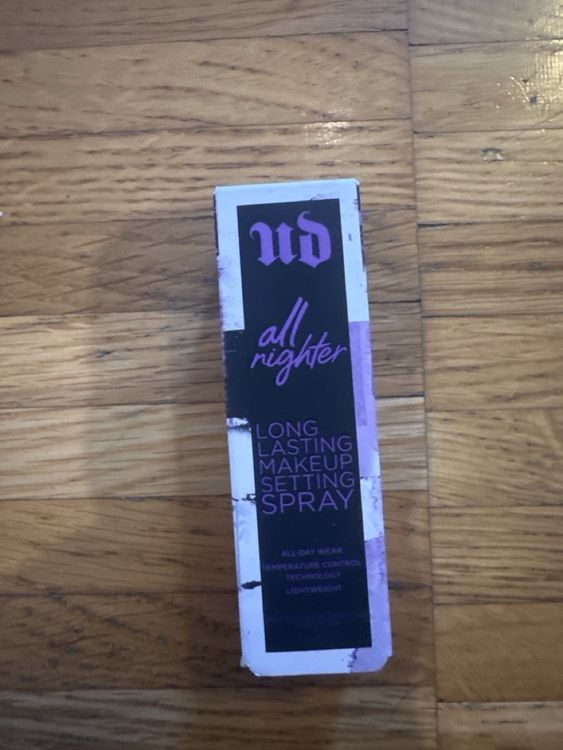 ud
all
nighter
LONG
LASTING
MAKEUP
SETTING
SPRAY
ALL-DAY WEAR
TEMPERATURE CONTROL
TECHNOLOGY
LIGHTWEIGHT